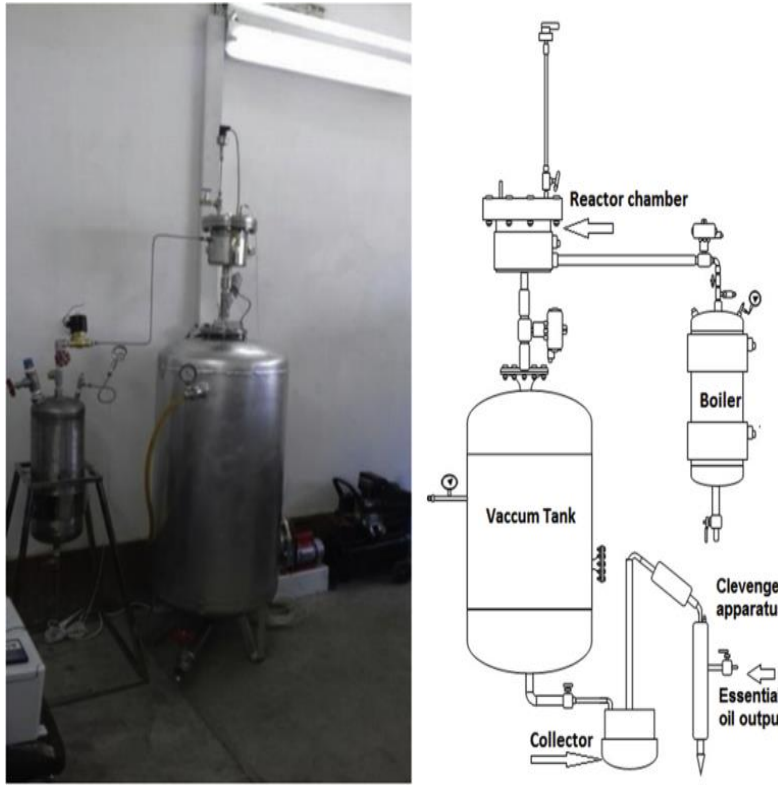 Reactor chamber
Boiler
Vaccum Tank
Clevenge
apparatu
Essentia
oil outpu
Collector